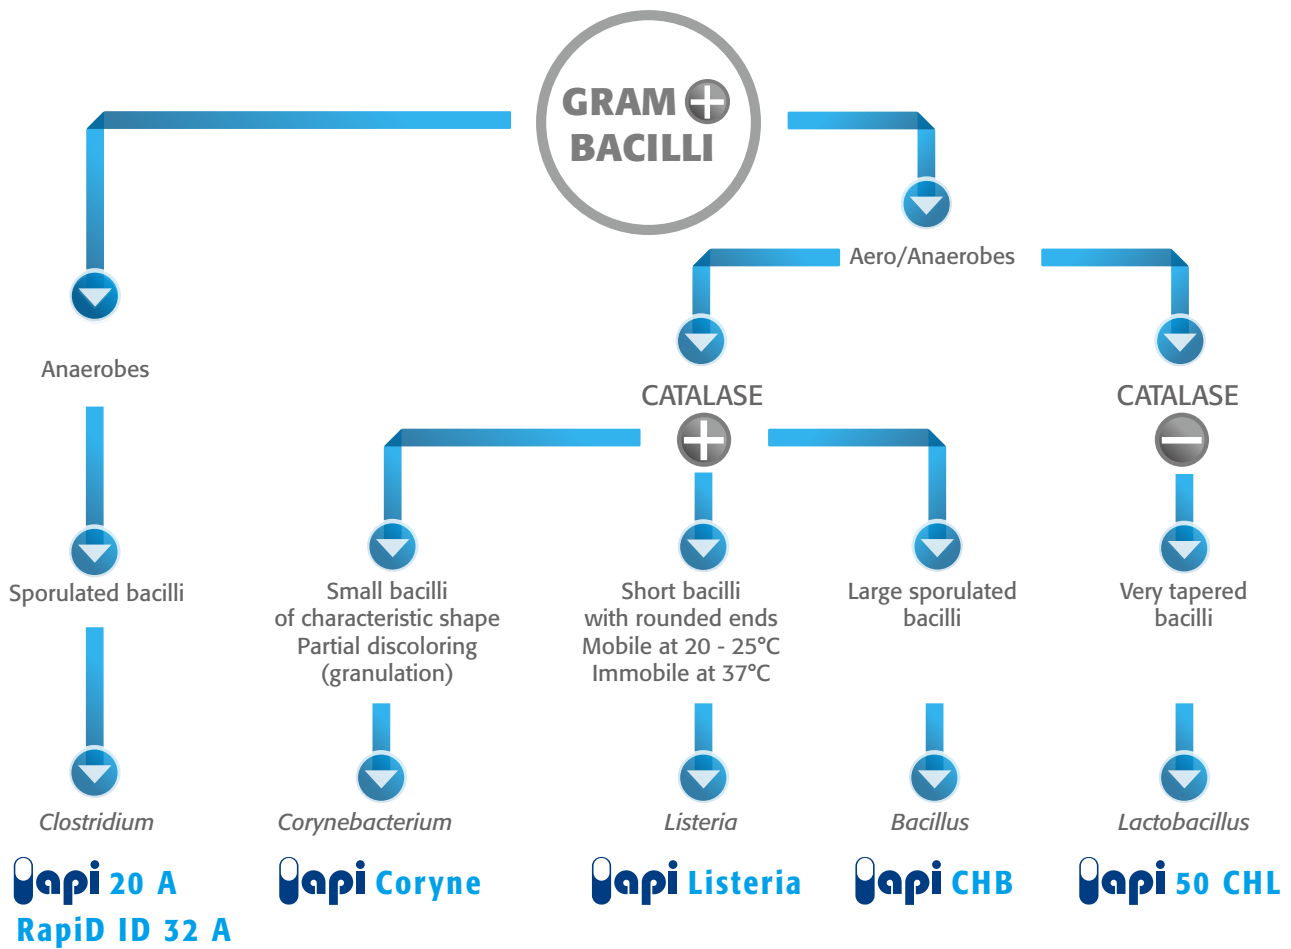 GRAM +
BACILLI
Aero/Anaerobes
Anaerobes
CATALASE
+
CATALASE
−
Sporulated bacilli
Small bacilli
of characteristic shape
Partial discoloring
(granulation)
Short bacilli
with rounded ends
Mobile at 20 - 25°C
Immobile at 37°C
Large sporulated
bacilli
Very tapered
bacilli
Clostridium
Corynebacterium
Listeria
Bacillus
Lactobacillus
api 20 A
RapiD ID 32 A
api Coryne
api Listeria
api CHB
api 50 CHL